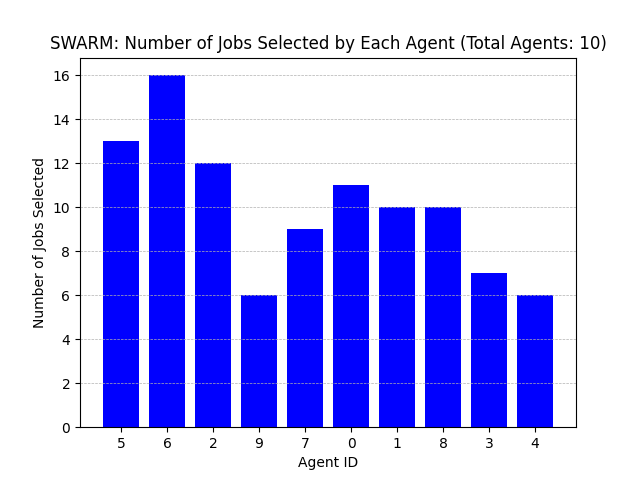 SWARM: Number of Jobs Selected by Each Agent (Total Agents: 10)
Number of Jobs Selected
16
14
12
10
8
6
4
2
0
5 6 2 9 7 0 1 8 3 4
Agent ID